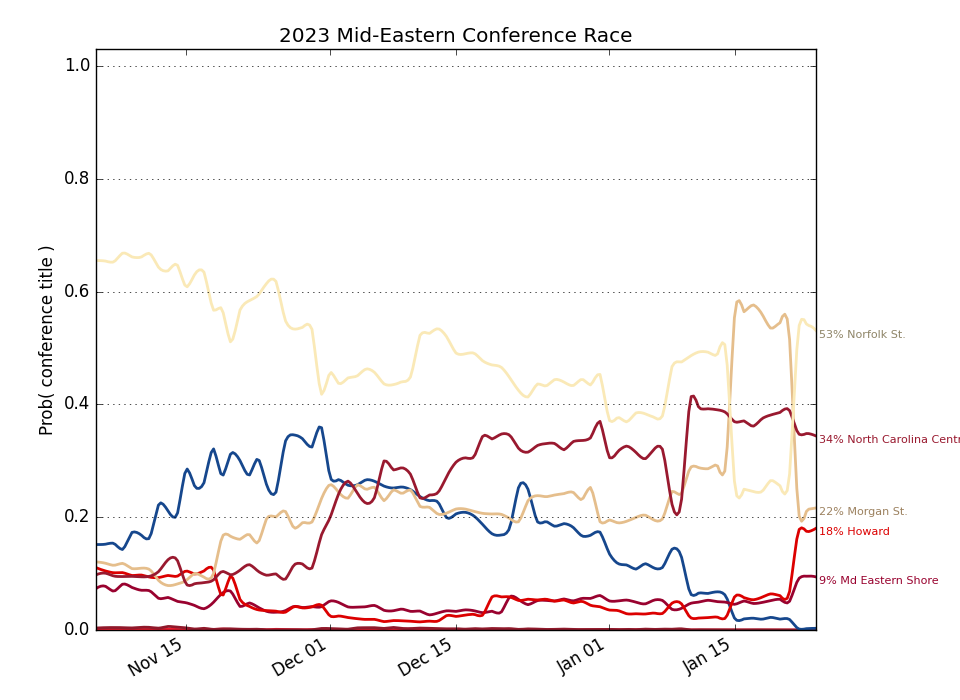 2023 Mid-Eastern Conference Race
Prob( conference title )
1.0
0.8
0.6
0.4
0.2
0.0
Nov 15
Dec 01
Dec 15
Jan 01
Jan 15
53% Norfolk St.
34% North Carolina Centr
22% Morgan St.
18% Howard
9% Md Eastern Shore